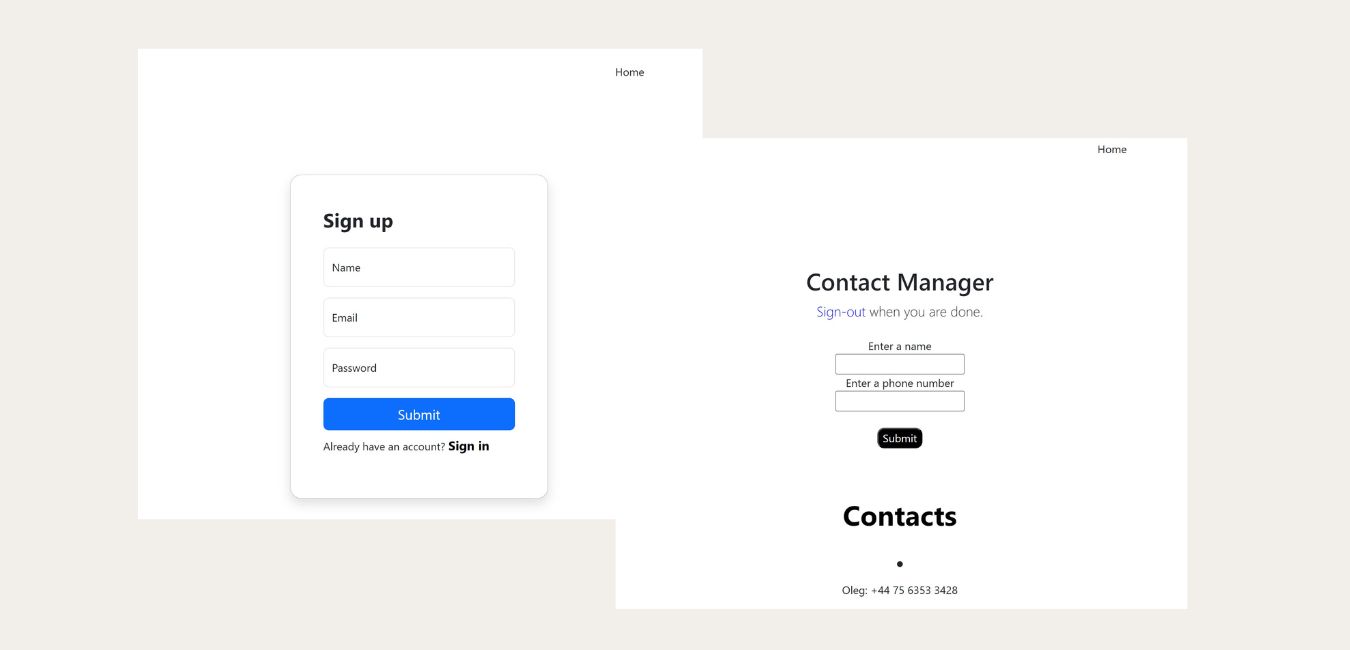 Home
Sign up
Name
Email
Password
Submit
Already have an account? Sign in
Home
Contact Manager
Sign-out when you are done.
Enter a name
Enter a phone number
Submit
Contacts
Oleg: +44 75 6353 3428